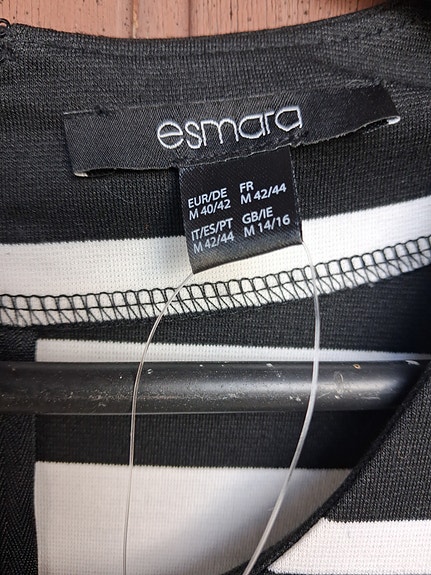 esmara
EUR/DE FR
M 40/42 M 42/44
IT/ES/PT GB/IE
M 42/44 M 14/16